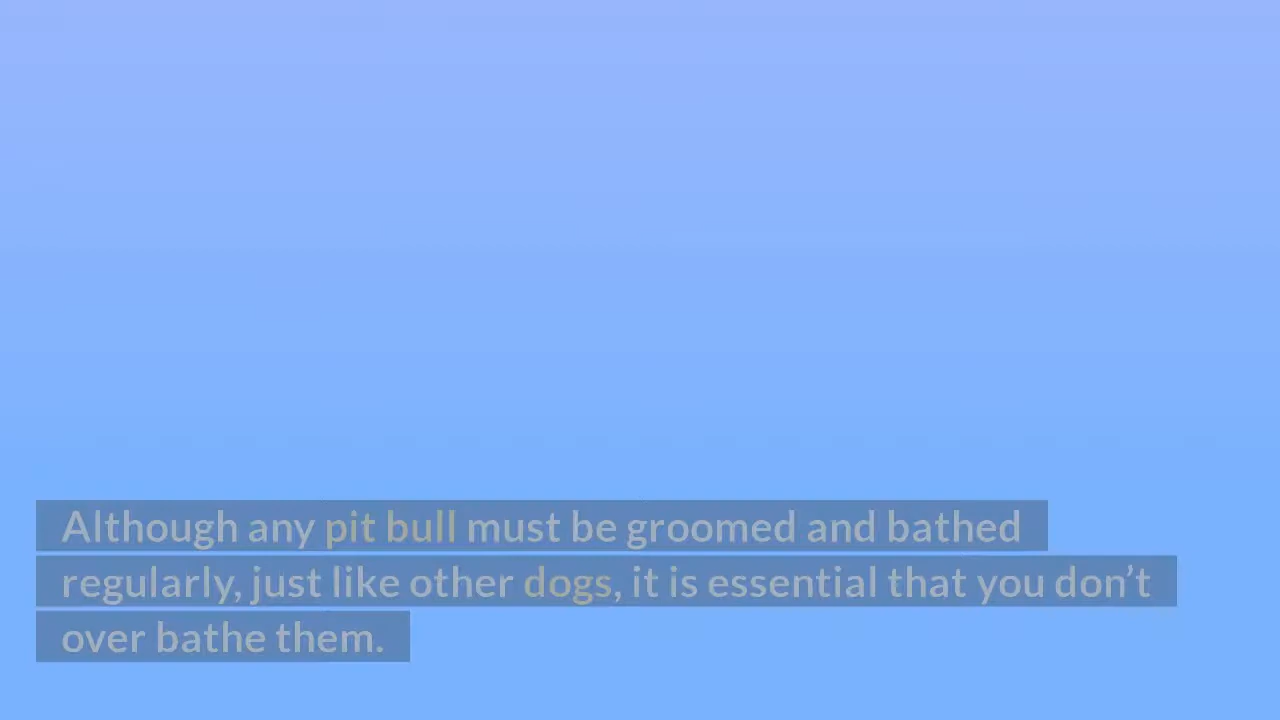 Although any pit bull must be groomed and bathed
regularly, just like other dogs, it is essential that you don’t
over bathe them.